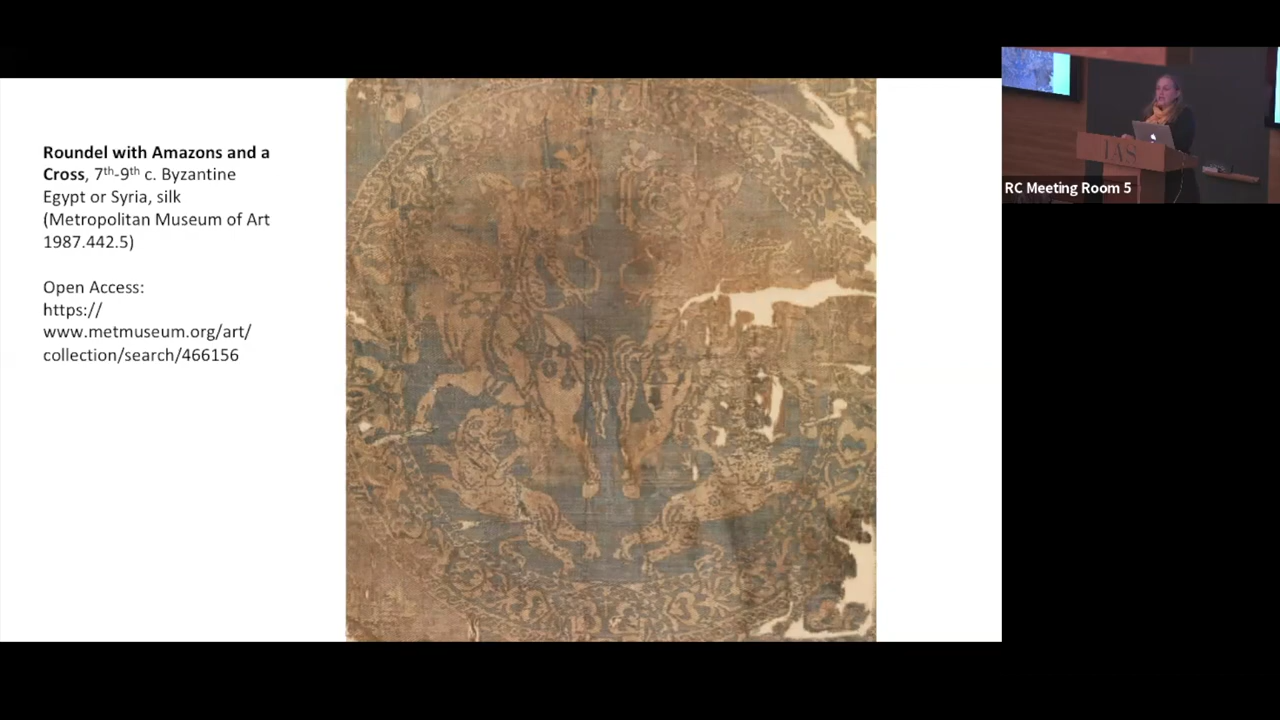 Roundel with Amazons and a
Cross, 7th-9th c. Byzantine
Egypt or Syria, silk
(Metropolitan Museum of Art
1987.442.5)
Open Access:
https://
www.metmuseum.org/art/
collection/search/466156
IAS
RC Meeting Room 5